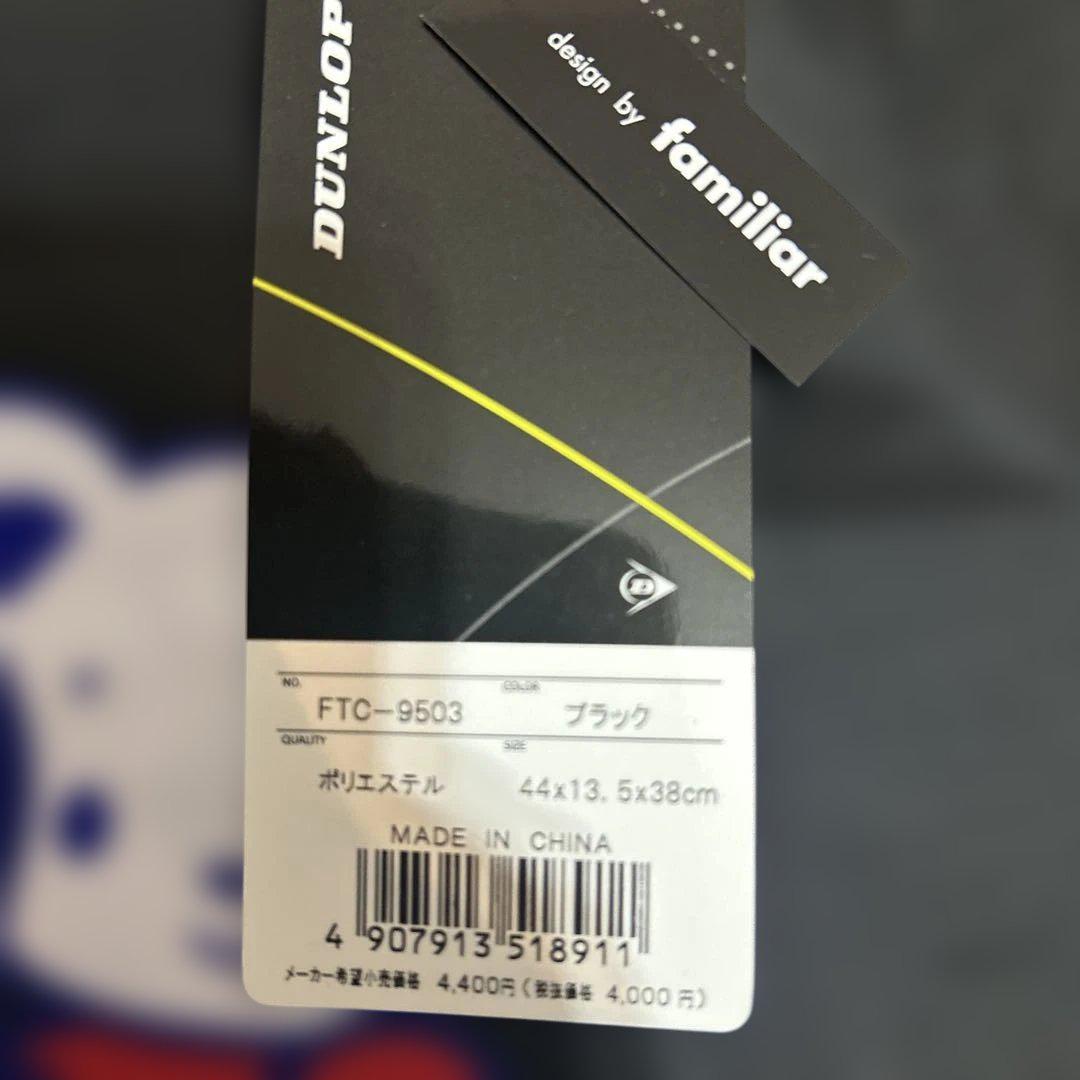 DUNLOP
design by familiar
NO.
COLOR
FTC-9503
ブラック
QUALITY
SIZE
ポリエステル
44x13.5x38cm
MADE IN CHINA
4 907913 518911
メーカー希望小売価格 4,400円(税抜価格 4,000円)